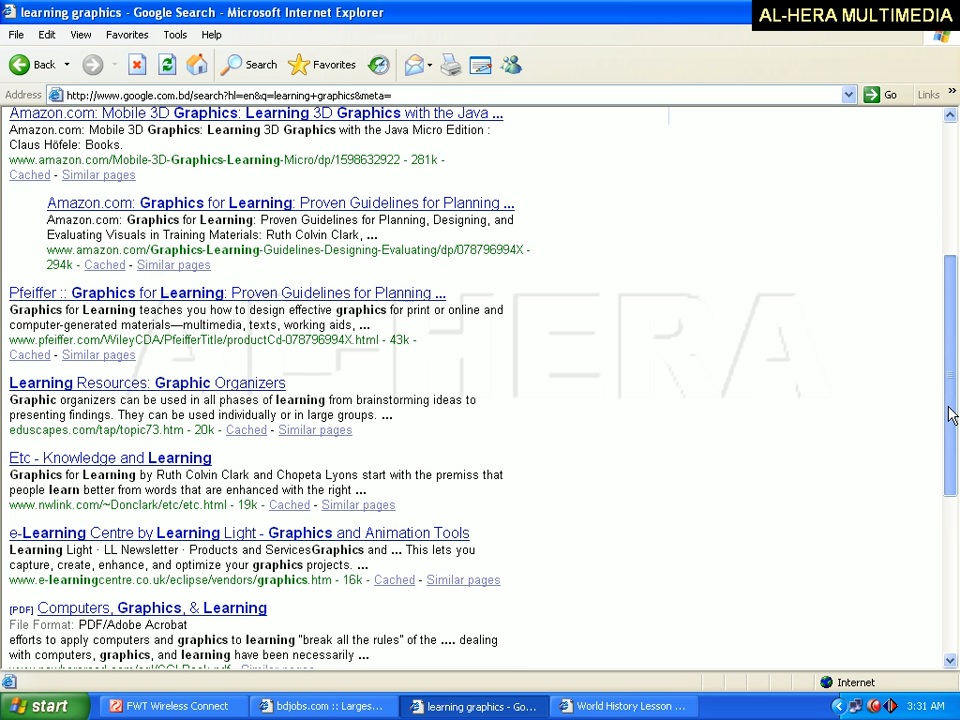 learning graphics - Google Search - Microsoft Internet Explorer
AL-HERA MULTIMEDIA
File Edit View Favorites Tools Help
Back Search Favorites
Address http://www.google.com.bd/search?hl=en&q=learning+graphics&meta= Go Links »
Amazon.com: Mobile 3D Graphics: Learning 3D Graphics with the Java ...
Amazon.com: Mobile 3D Graphics: Learning 3D Graphics with the Java Micro Edition :
Claus Höfele: Books.
www.amazon.com/Mobile-3D-Graphics-Learning-Micro/dp/1598632922 - 281k -
Cached - Similar pages
Amazon.com: Graphics for Learning: Proven Guidelines for Planning ...
Amazon.com: Graphics for Learning: Proven Guidelines for Planning, Designing, and
Evaluating Visuals in Training Materials: Ruth Colvin Clark, ...
www.amazon.com/Graphics-Learning-Guidelines-Designing-Evaluating/dp/078796994X -
294k - Cached - Similar pages
Pfeiffer :: Graphics for Learning: Proven Guidelines for Planning ...
Graphics for Learning teaches you how to design effective graphics for print or online and
computer-generated materials—multimedia, texts, working aids, ...
www.pfeiffer.com/WileyCDA/PfeifferTitle/productCd-078796994X.html - 43k -
Cached - Similar pages
AL-HERA
Learning Resources: Graphic Organizers
Graphic organizers can be used in all phases of learning from brainstorming ideas to
presenting findings. They can be used individually or in large groups. ...
eduscapes.com/tap/topic73.htm - 20k - Cached - Similar pages
Etc - Knowledge and Learning
Graphics for Learning by Ruth Colvin Clark and Chopeta Lyons start with the premiss that
people learn better from words that are enhanced with the right ...
www.nwlink.com/~Donclark/etc/etc.html - 19k - Cached - Similar pages
e-Learning Centre by Learning Light - Graphics and Animation Tools
Learning Light · LL Newsletter · Products and ServicesGraphics and ... This lets you
capture, create, enhance, and optimize your graphics projects. ...
www.e-learningcentre.co.uk/eclipse/vendors/graphics.htm - 16k - Cached - Similar pages
[PDF] Computers, Graphics, & Learning
File Format: PDF/Adobe Acrobat
efforts to apply computers and graphics to learning "break all the rules" of the .... dealing
with computers, graphics, and learning have been necessarily ...
Similar pages
Internet
start FWT Wireless Connect bdjobs.com :: Larges... learning graphics - Go... World History Lesson ... 3:31 AM